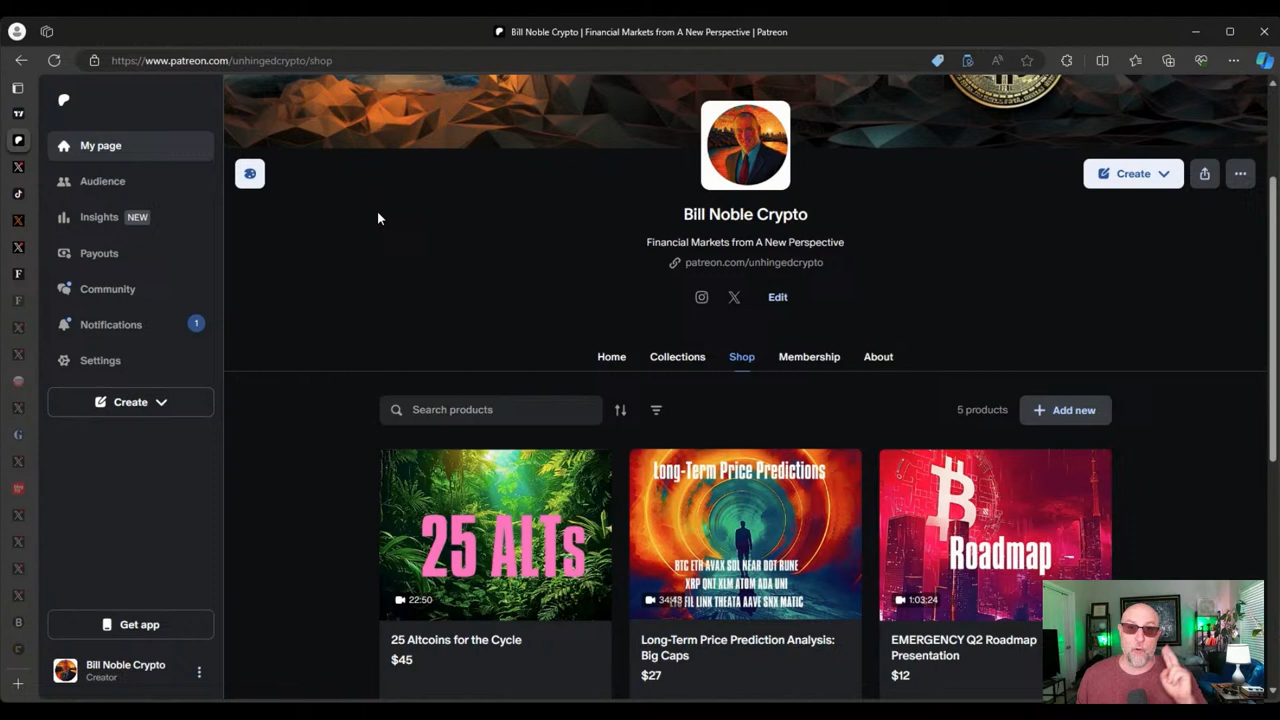 Bill Noble Crypto | Financial Markets from A New Perspective | Patreon
https://www.patreon.com/unhingedcrypto/shop
My page
Audience
Insights NEW
Payouts
Community
Notifications 1
Settings
Create
Get app
Bill Noble Crypto
Creator
Create
Bill Noble Crypto
Financial Markets from A New Perspective
patreon.com/unhingedcrypto
Edit
Home Collections Shop Membership About
Search products
5 products
Add new
25 ALTs
22:50
25 Altcoins for the Cycle
$45
Long-Term Price Predictions
BTC ETH AVAX SOL NEAR DOT RUNE
XRP QNT XLM ATOM ADA UNI
FIL LINK THEATA AAVE SNX MATIC
Long-Term Price Prediction Analysis:
Big Caps
$27
Roadmap
1:03:24
EMERGENCY Q2 Roadmap
Presentation
$12